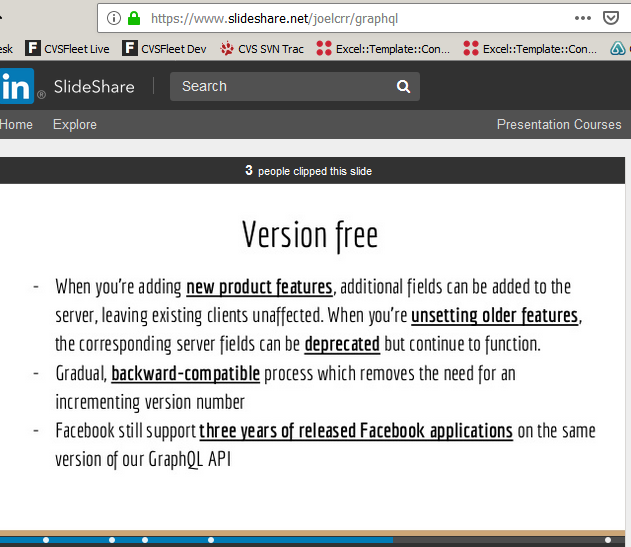 https://www.slideshare.net/joelcrr/graphql
esk CVSFleet Live CVSFleet Dev CVS SVN Trac Excel::Template::Con... Excel::Template::Con...
in ® SlideShare Search
Home Explore Presentation Courses
3 people clipped this slide
Version free
- When you're adding new product features, additional fields can be added to the
server, leaving existing clients unaffected. When you're unsetting older features,
the corresponding server fields can be deprecated but continue to function.
- Gradual, backward-compatible process which removes the need for an
incrementing version number
- Facebook still support three years of released Facebook applications on the same
version of our GraphQL API